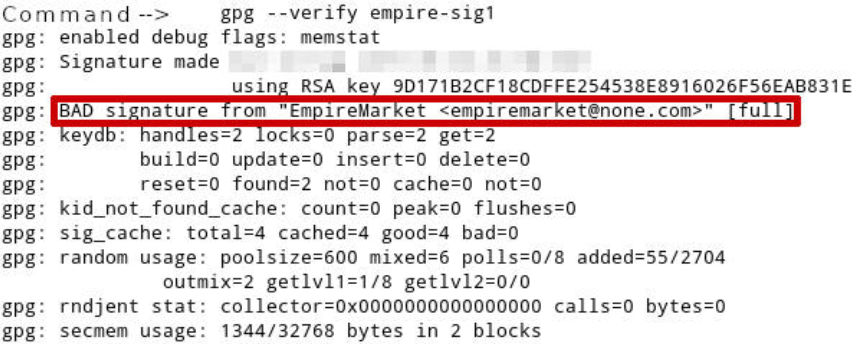 Command --> gpg --verify empire-sig1
gpg: enabled debug flags: memstat
gpg: Signature made
gpg: using RSA key 9D171B2CF18CDFFE254538E8916026F56EAB831E
gpg: BAD signature from "EmpireMarket <empiremarket@none.com>" [full]
gpg: keydb: handles=2 locks=0 parse=2 get=2
gpg: build=0 update=0 insert=0 delete=0
gpg: reset=0 found=2 not=0 cache=0 not=0
gpg: kid_not_found_cache: count=0 peak=0 flushes=0
gpg: sig_cache: total=4 cached=4 good=4 bad=0
gpg: random usage: poolsize=600 mixed=6 polls=0/8 added=55/2704
outmix=2 getlvl1=1/8 getlvl2=0/0
gpg: rndjent stat: collector=0x0000000000000000 calls=0 bytes=0
gpg: secmem usage: 1344/32768 bytes in 2 blocks